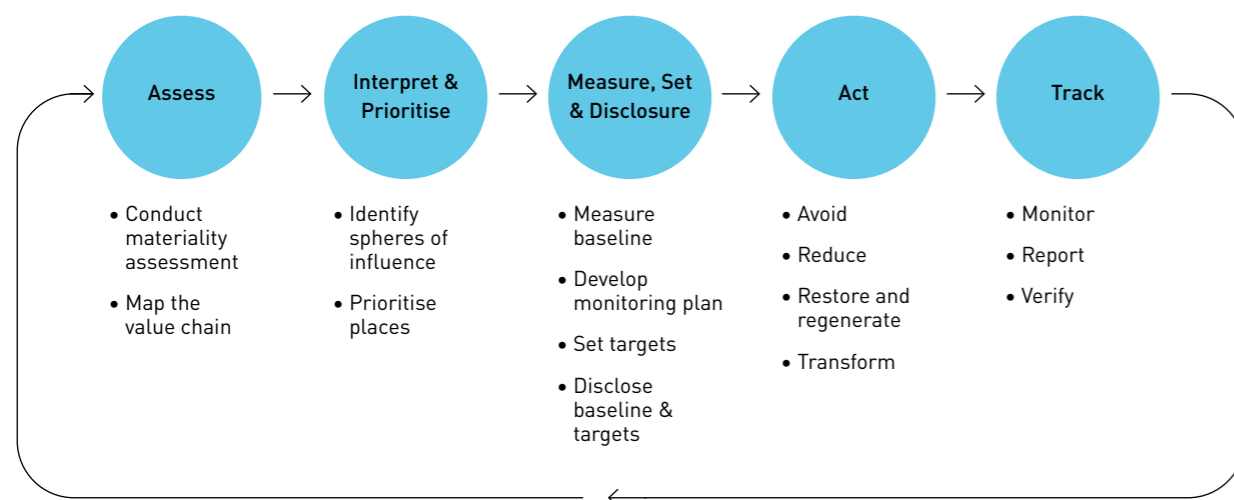 Assess
Interpret &
Prioritise
Measure, Set
& Disclosure
Act
Track
• Conduct
materiality
assessment
• Map the
value chain
• Identify
spheres of
influence
• Prioritise
places
• Measure
baseline
• Develop
monitoring plan
• Set targets
• Disclose
baseline &
targets
• Avoid
• Reduce
• Restore and
regenerate
• Transform
• Monitor
• Report
• Verify